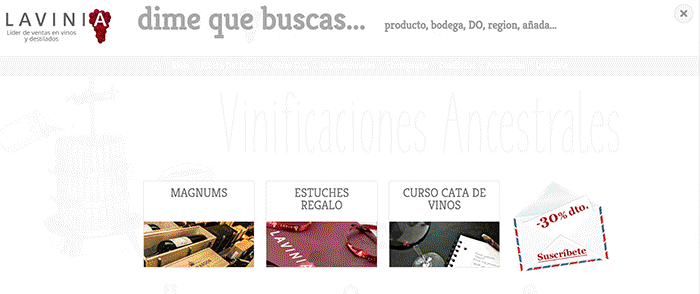 LAVINIA
Líder de ventas en vinos
y destilados
dime que buscas...
producto, bodega, DO, region, añada...
Vinificaciones Ancestrales
MAGNUMS
ESTUCHES
REGALO
CURSO CATA DE
VINOS
LAVINIA
-30% dto.
Suscríbete